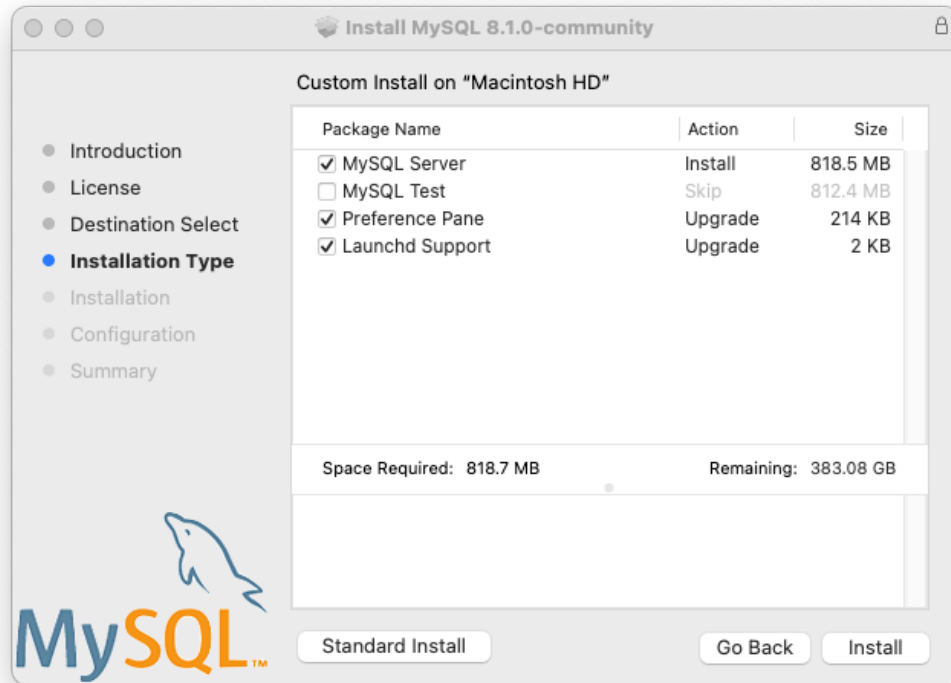 Install MySQL 8.1.0-community
Custom Install on "Macintosh HD"
Introduction
License
Destination Select
Installation Type
Installation
Configuration
Summary
Package Name Action Size
MySQL Server Install 818.5 MB
MySQL Test Skip 812.4 MB
Preference Pane Upgrade 214 KB
Launchd Support Upgrade 2 KB
Space Required: 818.7 MB Remaining: 383.08 GB
MySQL™
Standard Install Go Back Install